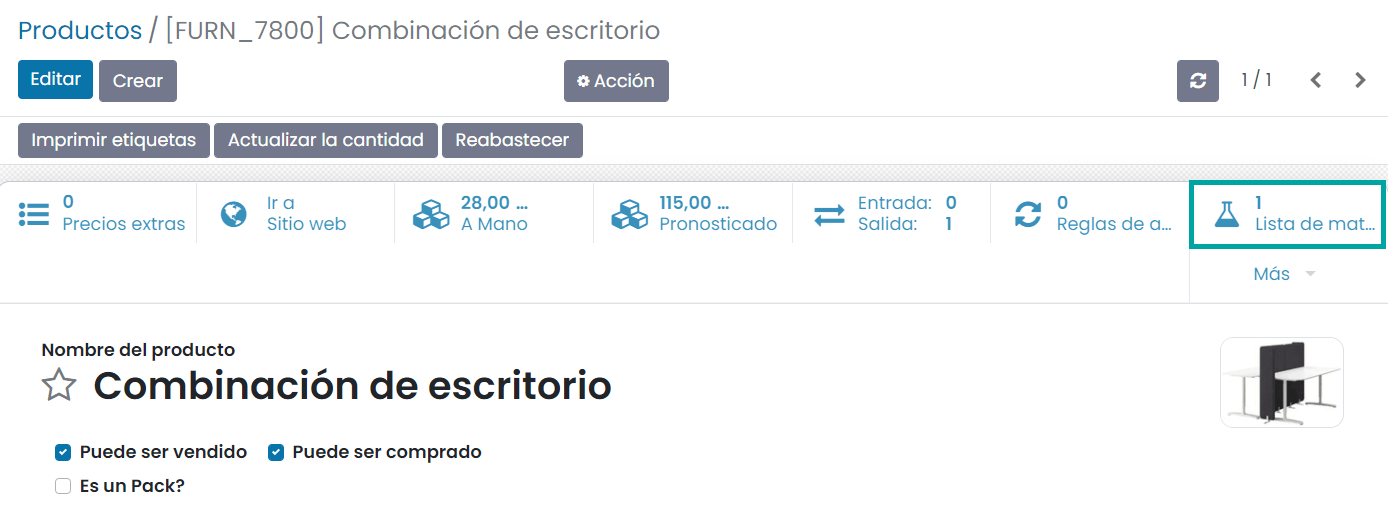 Productos / [FURN_7800] Combinación de escritorio
Editar Crear Acción 1 / 1
Imprimir etiquetas Actualizar la cantidad Reabastecer
0 Precios extras
Ir a Sitio web
28,00 ... A Mano
115,00 ... Pronosticado
Entrada: 0
Salida: 1
0 Reglas de a...
1 Lista de mat...
Más
Nombre del producto
Combinación de escritorio
Puede ser vendido Puede ser comprado
Es un Pack?